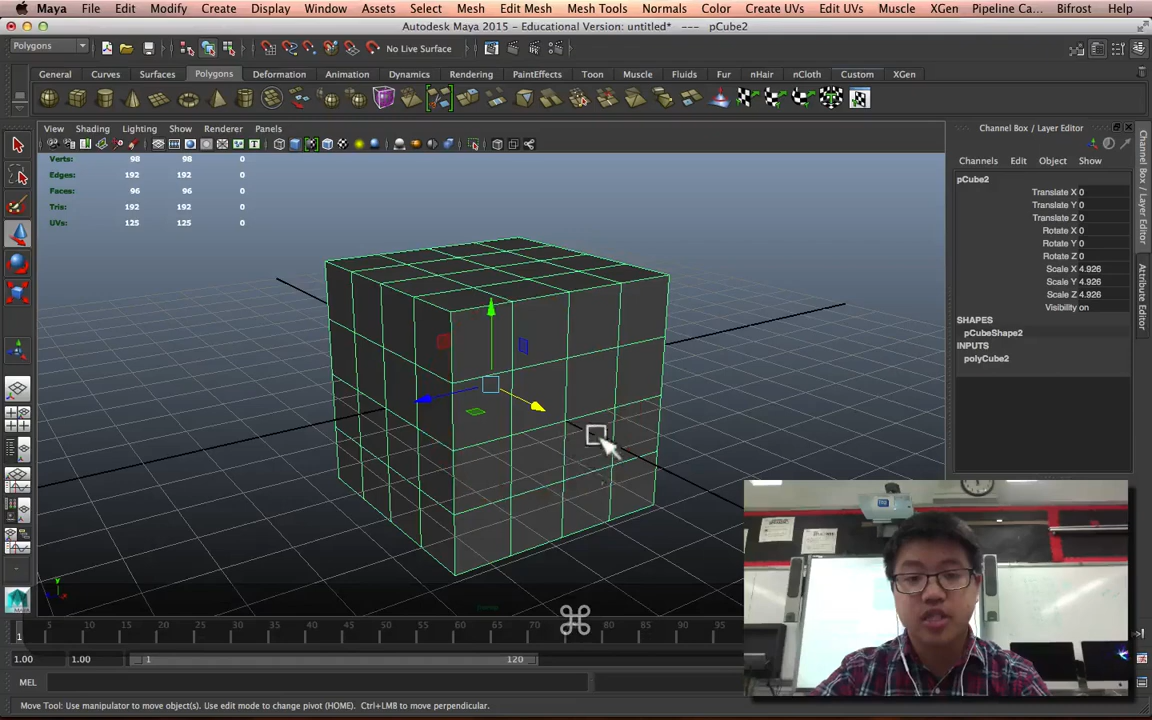 Maya File Edit Modify Create Display Window Assets Select Mesh Edit Mesh Mesh Tools Normals Color Create UVs Edit UVs Muscle XGen Pipeline Ca... Bifrost Help
Autodesk Maya 2015 - Educational Version: untitled* --- pCube2
Polygons
No Live Surface
General Curves Surfaces Polygons Deformation Animation Dynamics Rendering PaintEffects Toon Muscle Fluids Fur nHair nCloth Custom XGen
View Shading Lighting Show Renderer Panels
Channel Box / Layer Editor
Verts: 98 98 0
Edges: 192 192 0
Faces: 96 96 0
Tris: 192 192 0
UVs: 125 125 0
Channels Edit Object Show
pCube2
Translate X 0
Translate Y 0
Translate Z 0
Rotate X 0
Rotate Y 0
Rotate Z 0
Scale X 4.926
Scale Y 4.926
Scale Z 4.926
Visibility on
SHAPES
pCubeShape2
INPUTS
polyCube2
Channel Box / Layer Editor
Attribute Editor
y
⌘
1 5 10 15 20 25 30 35 40 45 50 55 60 65 70 75 80 85 90 95
1.00 1.00 1 120
MEL
Move Tool: Use manipulator to move object(s). Use edit mode to change pivot (HOME). Ctrl+LMB to move perpendicular.